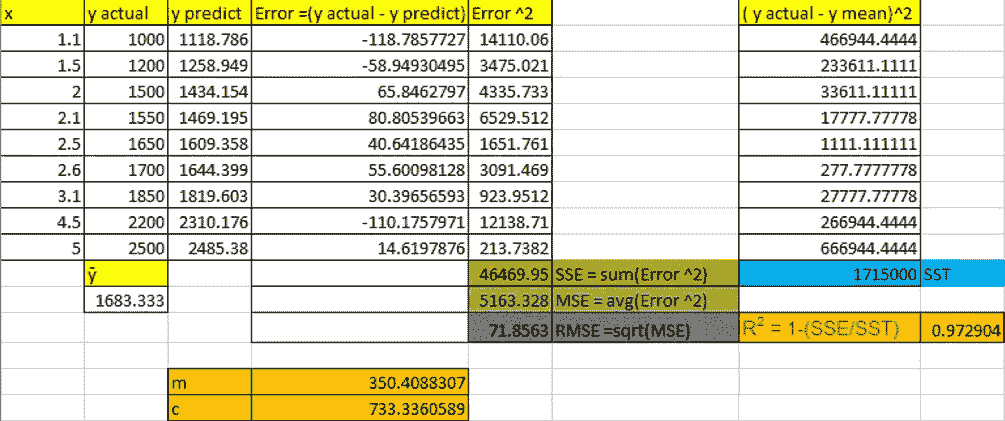 x y actual y predict Error =(y actual - y predict) Error ^2 ( y actual - y mean)^2
1.1 1000 1118.786 -118.7857727 14110.06 466944.4444
1.5 1200 1258.949 -58.94930495 3475.021 233611.1111
2 1500 1434.154 65.8462797 4335.733 33611.11111
2.1 1550 1469.195 80.80539663 6529.512 17777.77778
2.5 1650 1609.358 40.64186435 1651.761 1111.111111
2.6 1700 1644.399 55.60098128 3091.469 277.7777778
3.1 1850 1819.603 30.39656593 923.9512 27777.77778
4.5 2200 2310.176 -110.1757971 12138.71 266944.4444
5 2500 2485.38 14.6197876 213.7382 666944.4444
ȳ 46469.95 SSE = sum(Error ^2) 1715000 SST
1683.333 5163.328 MSE = avg(Error ^2)
71.8563 RMSE =sqrt(MSE) R² = 1-(SSE/SST) 0.972904
m 350.4088307
c 733.3360589